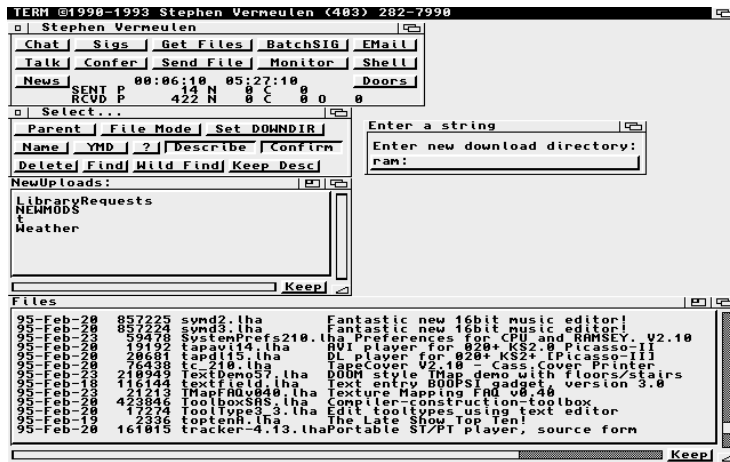 TERM ©1990-1993 Stephen Vermeulen (403) 282-7990
Stephen Vermeulen
Chat Sigs Get Files BatchSIG EMail
Talk Confer Send File Monitor Shell
News 00:06:10 05:27:10 Doors
SENT P 14 N 0 C 0
RCVD P 422 N 0 C 0 0 0
Select...
Parent File Mode Set DOWNDIR
Name YMD ? Describe Confirm
Delete Find Wild Find Keep Desc
Enter a string
Enter new download directory:
ram:
NewUploads:
LibraryRequests
NEWMODS
t
Weather
Keep
Files
95-Feb-20 857225 symd2.lha Fantastic new 16bit music editor!
95-Feb-20 857224 symd3.lha Fantastic new 16bit music editor!
95-Feb-23 59478 SystemPrefs210.lha Preferences for CPU and RAMSEY. V2.10
95-Feb-20 19192 tapavi14.lha AVI player for 020+ KS2.0 Picasso-II
95-Feb-20 20681 tapdl15.lha DL player for 020+ KS2+ [Picasso-II]
95-Feb-20 76438 tc_210.lha TapeCover V2.10 - Cass.Cover Printer
95-Feb-23 210949 TextDemo57.lha DOOM style TMap demo with floors/stairs
95-Feb-18 116144 textfield.lha Text entry BOOPSI gadget, version 3.0
95-Feb-23 21213 TMapFAQv040.lha Texture Mapping FAQ v0.40
95-Feb-20 423846 ToolboxSAS.lha Compiler-construction-toolbox
95-Feb-20 17274 ToolType3_3.lha Edit tooltypes using text editor
95-Feb-19 2336 toptenA.lha The Late Show Top Ten!
95-Feb-20 161015 tracker-4.13.lhaPortable ST/PT player, source form
Keep